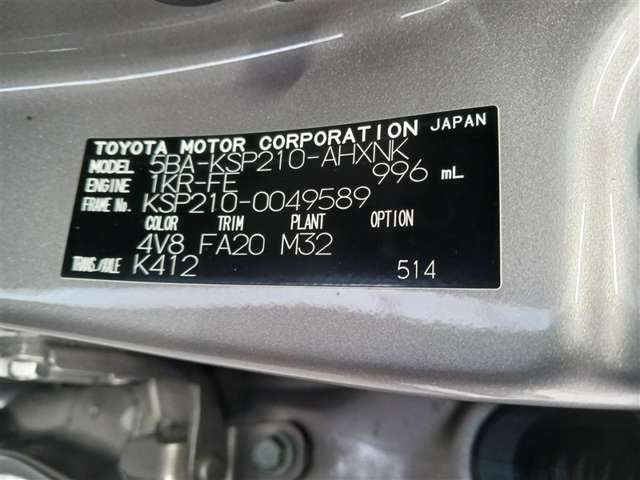 TOYOTA MOTOR CORPORATION JAPAN
MODEL 5BA-KSP210-AHXNK
ENGINE 1KR-FE 996 mL
FRAME No. KSP210-0049589
COLOR TRIM PLANT OPTION
4V8 FA20 M32
TRANS./AXLE K412 514